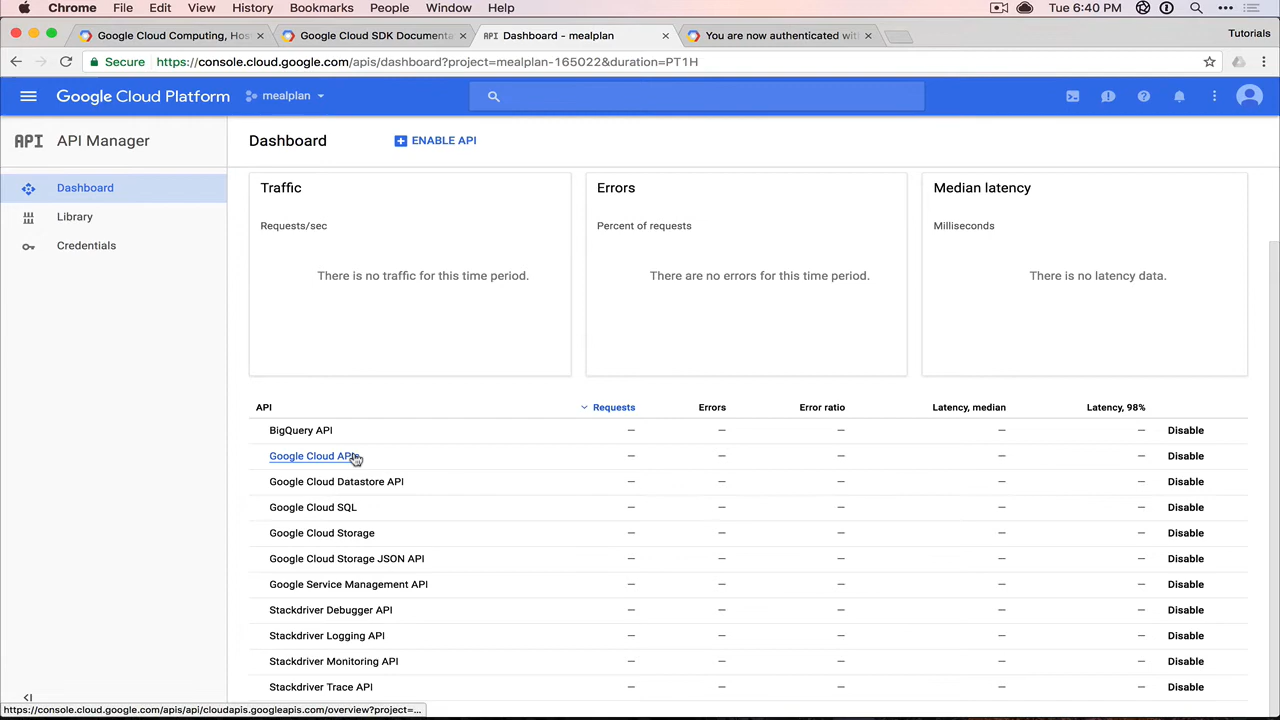 Chrome File Edit View History Bookmarks People Window Help Tue 6:40 PM
Google Cloud Computing, Hos Google Cloud SDK Documenta Dashboard - mealplan You are now authenticated wit Tutorials
Secure https://console.cloud.google.com/apis/dashboard?project=mealplan-165022&duration=PT1H
Google Cloud Platform mealplan
API API Manager Dashboard ENABLE API
Dashboard
Library
Credentials
Traffic Errors Median latency
Requests/sec Percent of requests Milliseconds
There is no traffic for this time period. There are no errors for this time period. There is no latency data.
API Requests Errors Error ratio Latency, median Latency, 98%
BigQuery API — — — — — Disable
Google Cloud APIs — — — — — Disable
Google Cloud Datastore API — — — — — Disable
Google Cloud SQL — — — — — Disable
Google Cloud Storage — — — — — Disable
Google Cloud Storage JSON API — — — — — Disable
Google Service Management API — — — — — Disable
Stackdriver Debugger API — — — — — Disable
Stackdriver Logging API — — — — — Disable
Stackdriver Monitoring API — — — — — Disable
Stackdriver Trace API — — — — — Disable
https://console.cloud.google.com/apis/api/cloudapis.googleapis.com/overview?project=...